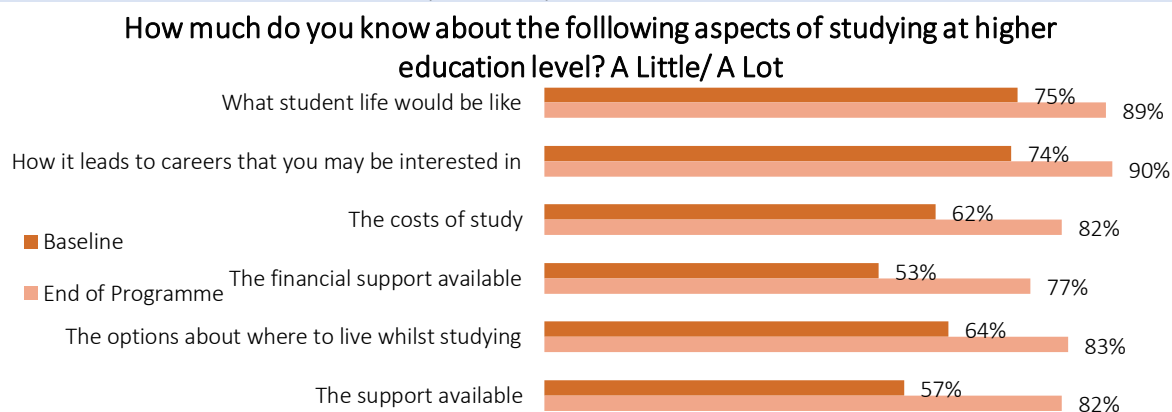 How much do you know about the folllowing aspects of studying at higher
education level? A Little/ A Lot
What student life would be like
75%
89%
How it leads to careers that you may be interested in
74%
90%
The costs of study
62%
82%
Baseline
The financial support available
53%
77%
End of Programme
The options about where to live whilst studying
64%
83%
The support available
57%
82%